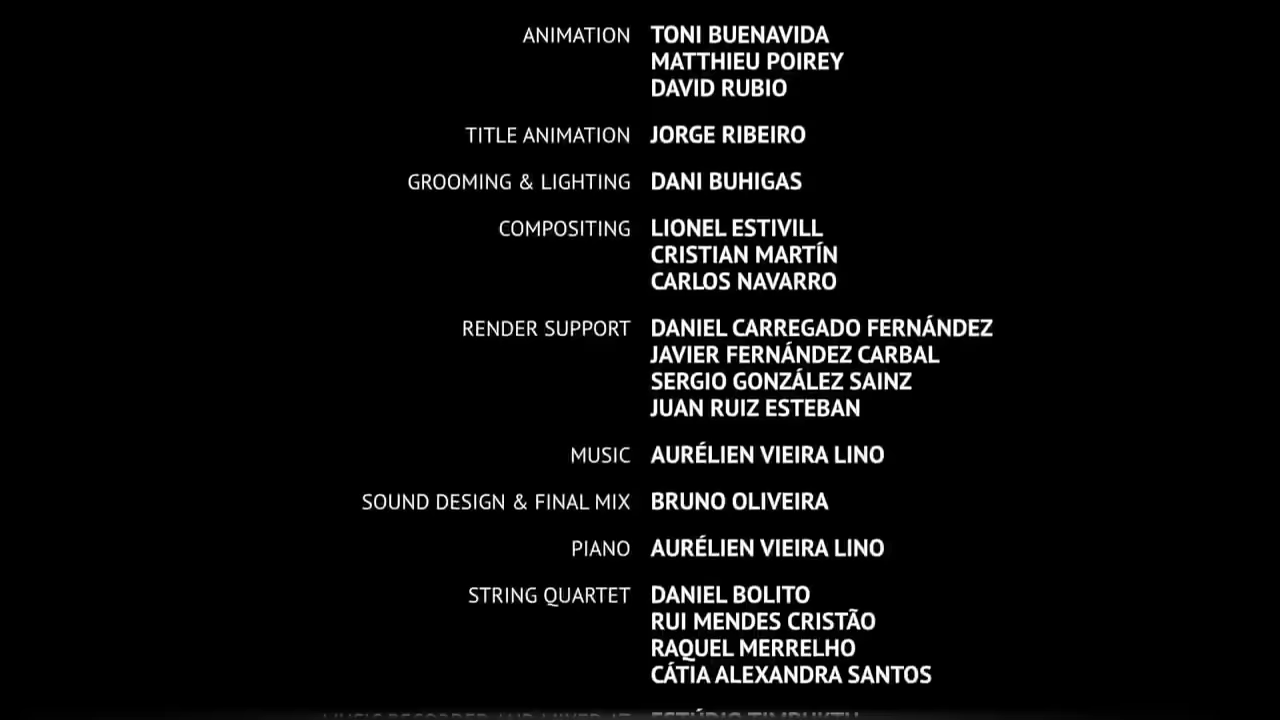 ANIMATION TONI BUENAVIDA
MATTHIEU POIREY
DAVID RUBIO
TITLE ANIMATION JORGE RIBEIRO
GROOMING & LIGHTING DANI BUHIGAS
COMPOSITING LIONEL ESTIVILL
CRISTIAN MARTÍN
CARLOS NAVARRO
RENDER SUPPORT DANIEL CARREGADO FERNÁNDEZ
JAVIER FERNÁNDEZ CARBAL
SERGIO GONZÁLEZ SAINZ
JUAN RUIZ ESTEBAN
MUSIC AURÉLIEN VIEIRA LINO
SOUND DESIGN & FINAL MIX BRUNO OLIVEIRA
PIANO AURÉLIEN VIEIRA LINO
STRING QUARTET DANIEL BOLITO
RUI MENDES CRISTÃO
RAQUEL MERRELHO
CÁTIA ALEXANDRA SANTOS